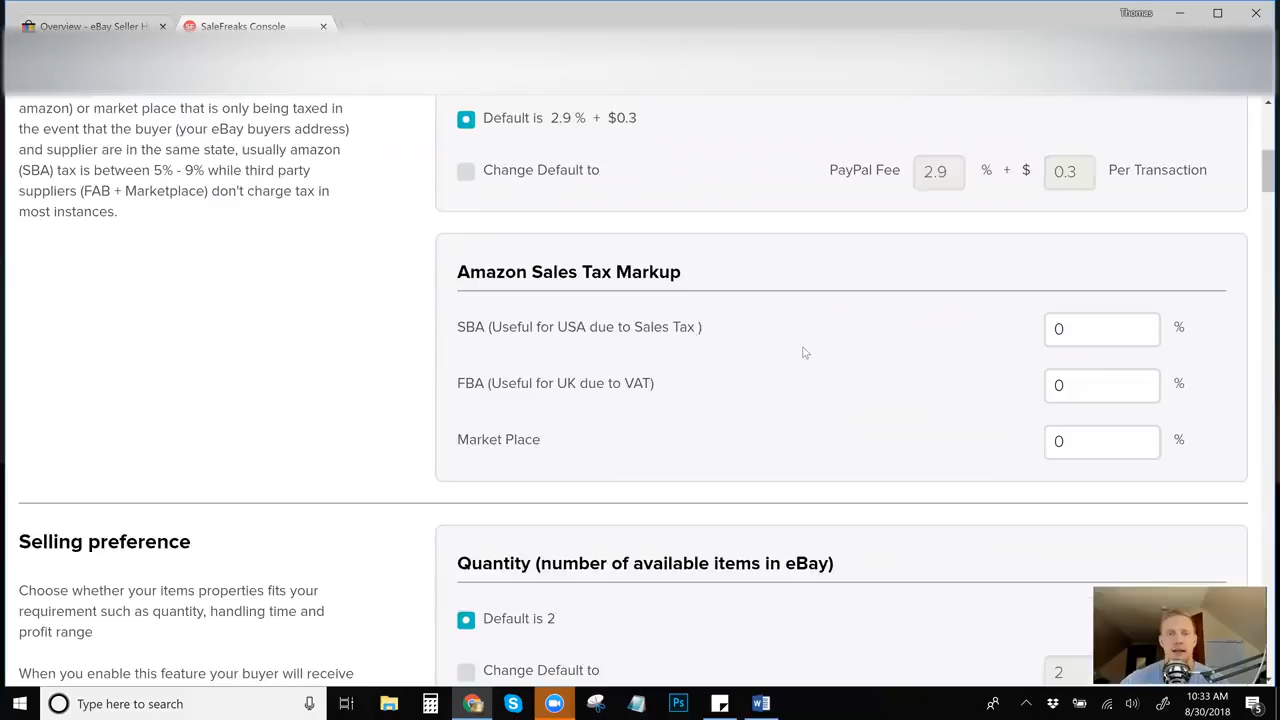 Thomas
Overview - eBay Seller H
SaleFreaks Console
amazon) or market place that is only being taxed in
the event that the buyer (your eBay buyers address)
and supplier are in the same state, usually amazon
(SBA) tax is between 5% - 9% while third party
suppliers (FAB + Marketplace) don't charge tax in
most instances.
Default is 2.9 % + $0.3
Change Default to
PayPal Fee 2.9 % + $ 0.3 Per Transaction
Amazon Sales Tax Markup
SBA (Useful for USA due to Sales Tax ) 0 %
FBA (Useful for UK due to VAT) 0 %
Market Place 0 %
Selling preference
Choose whether your items properties fits your
requirement such as quantity, handling time and
profit range
When you enable this feature your buyer will receive
Quantity (number of available items in eBay)
Default is 2
Change Default to 2
Type here to search
10:33 AM
8/30/2018
5